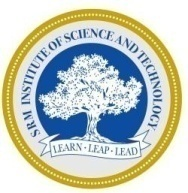 SRM INSTITUTE OF SCIENCE AND TECHNOLOGY
LEARN · LEAP · LEAD